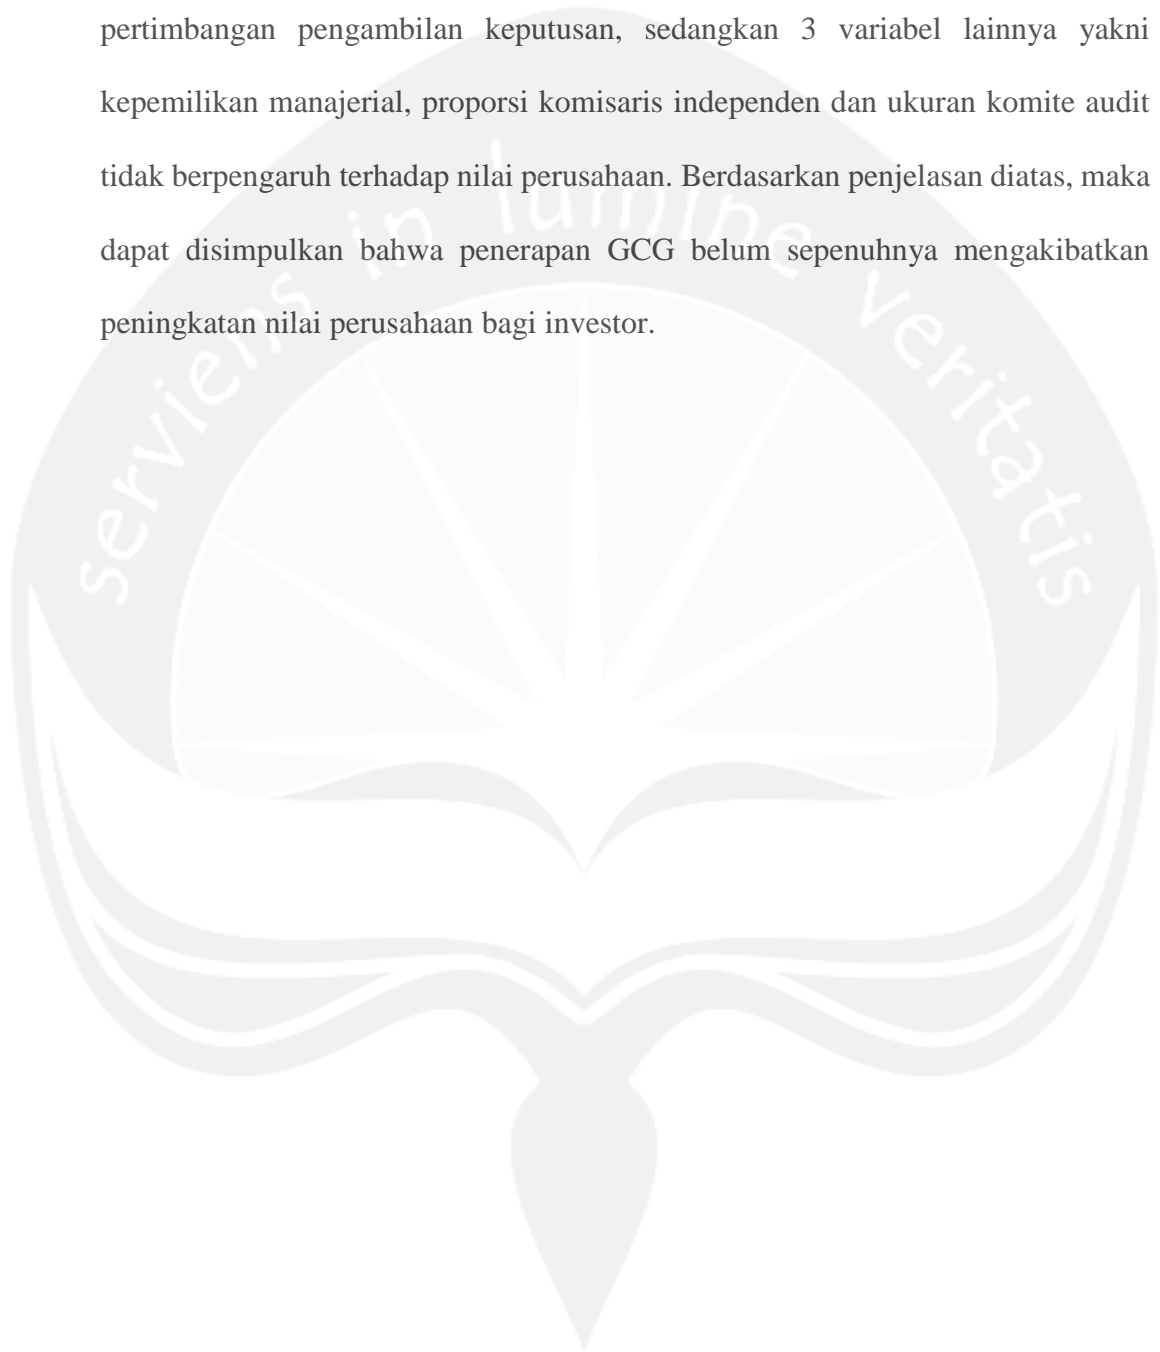 pertimbangan pengambilan keputusan, sedangkan 3 variabel lainnya yakni
kepemilikan manajerial, proporsi komisaris independen dan ukuran komite audit
tidak berpengaruh terhadap nilai perusahaan. Berdasarkan penjelasan diatas, maka
dapat disimpulkan bahwa penerapan GCG belum sepenuhnya mengakibatkan
peningkatan nilai perusahaan bagi investor.
serviens in lumine veritatis